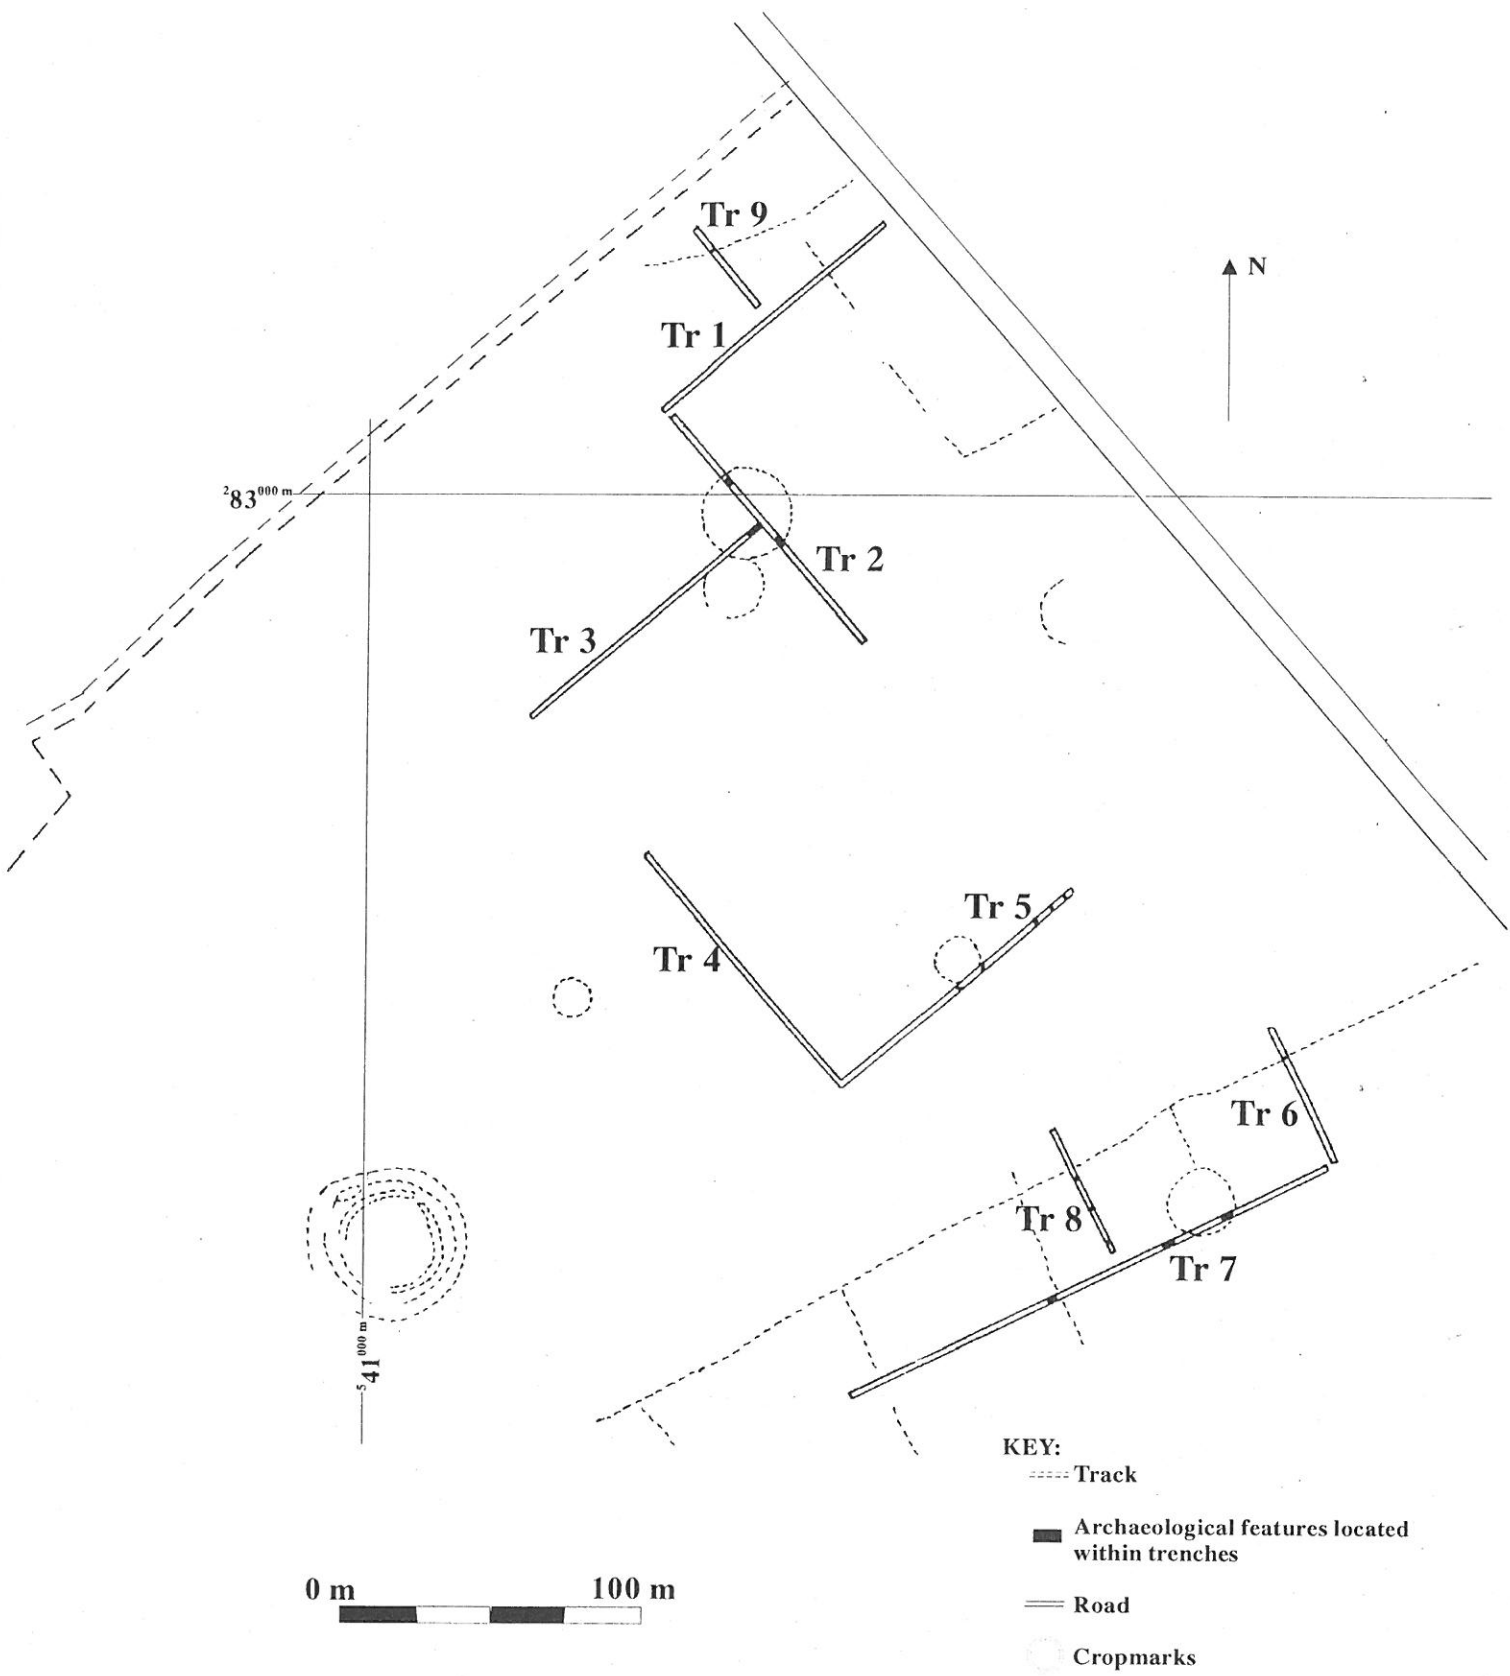 Tr 9
N
Tr 1
²83⁰⁰⁰ ᵐ
Tr 2
Tr 3
Tr 5
Tr 4
Tr 6
Tr 8
Tr 7
⁵41⁰⁰⁰ ᵐ
KEY:
Track
Archaeological features located
within trenches
0 m 100 m
Road
Cropmarks